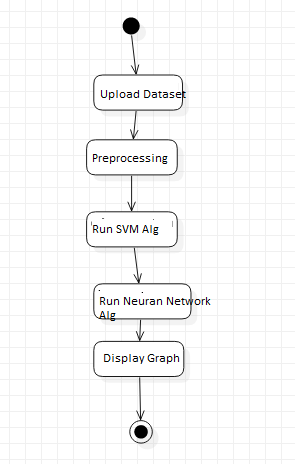 Upload Dataset
Preprocessing
Run SVM Alg
Run Neuran Network
Alg
Display Graph